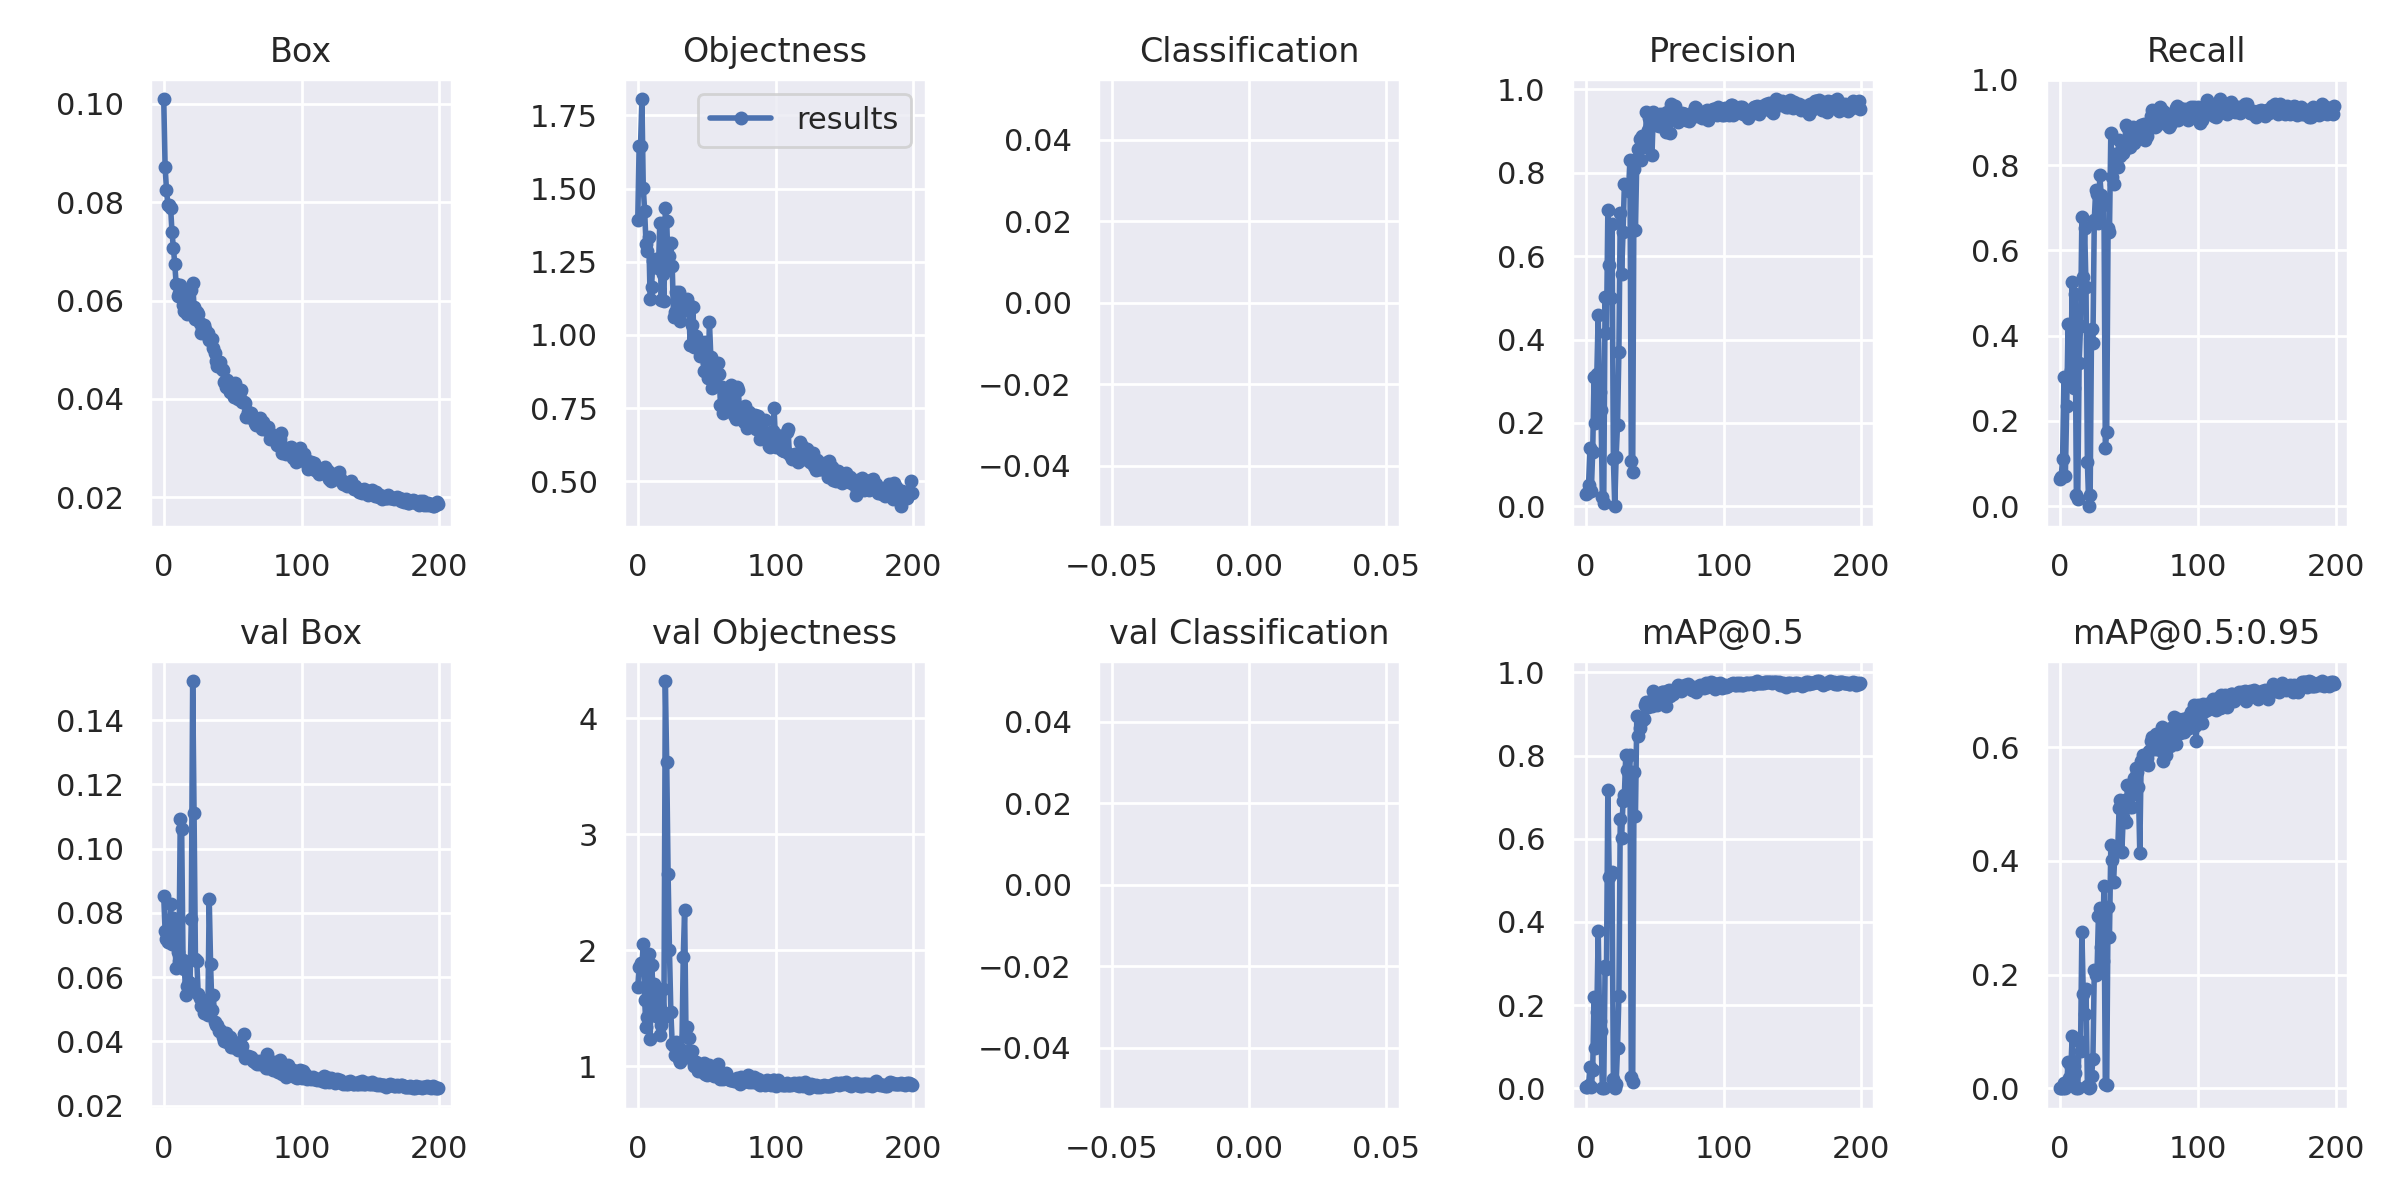 Box
0.10
0.08
0.06
0.04
0.02
0 100 200
Objectness
results
1.75
1.50
1.25
1.00
0.75
0.50
0 100 200
Classification
0.04
0.02
0.00
−0.02
−0.04
−0.05 0.00 0.05
Precision
1.0
0.8
0.6
0.4
0.2
0.0
0 100 200
Recall
1.0
0.8
0.6
0.4
0.2
0.0
0 100 200
val Box
0.14
0.12
0.10
0.08
0.06
0.04
0.02
0 100 200
val Objectness
4
3
2
1
0 100 200
val Classification
0.04
0.02
0.00
−0.02
−0.04
−0.05 0.00 0.05
mAP@0.5
1.0
0.8
0.6
0.4
0.2
0.0
0 100 200
mAP@0.5:0.95
0.6
0.4
0.2
0.0
0 100 200